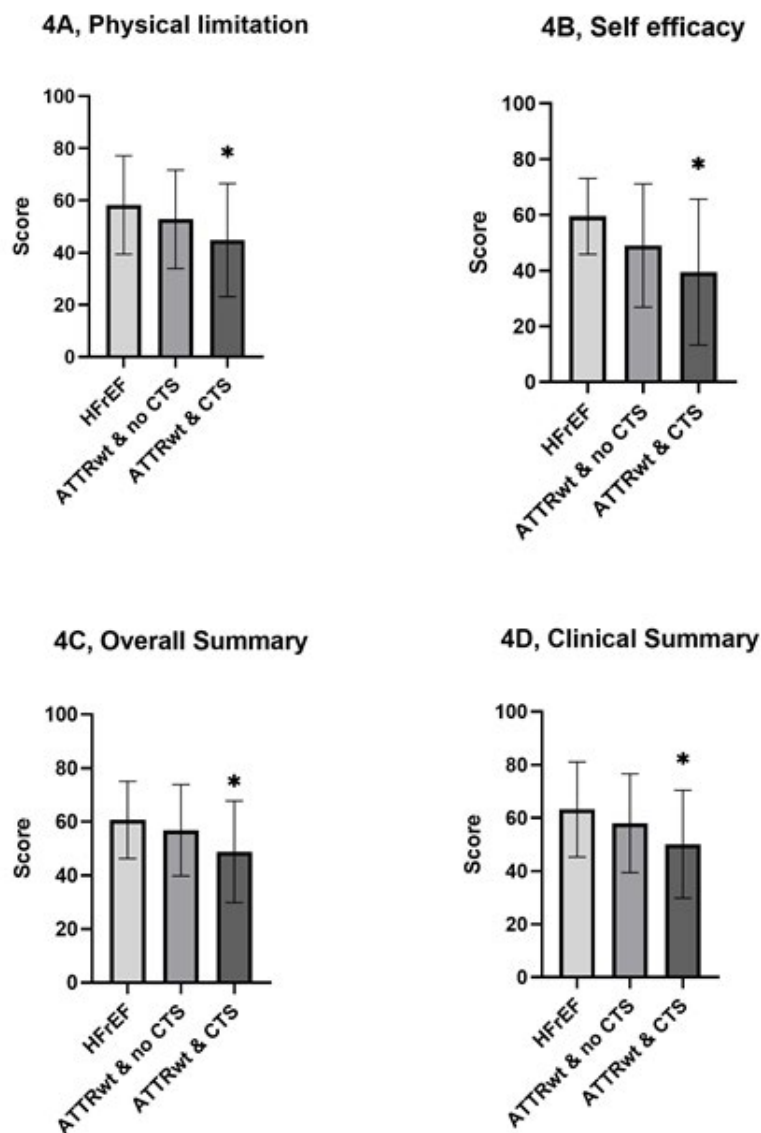 4A, Physical limitation
100
80
60
40
20
0
Score
*
HFrEF
ATTRwt & no CTS
ATTRwt & CTS
4B, Self efficacy
100
80
60
40
20
0
Score
*
HFrEF
ATTRwt & no CTS
ATTRwt & CTS
4C, Overall Summary
100
80
60
40
20
0
Score
*
HFrEF
ATTRwt & no CTS
ATTRwt & CTS
4D, Clinical Summary
100
80
60
40
20
0
Score
*
HFrEF
ATTRwt & no CTS
ATTRwt & CTS